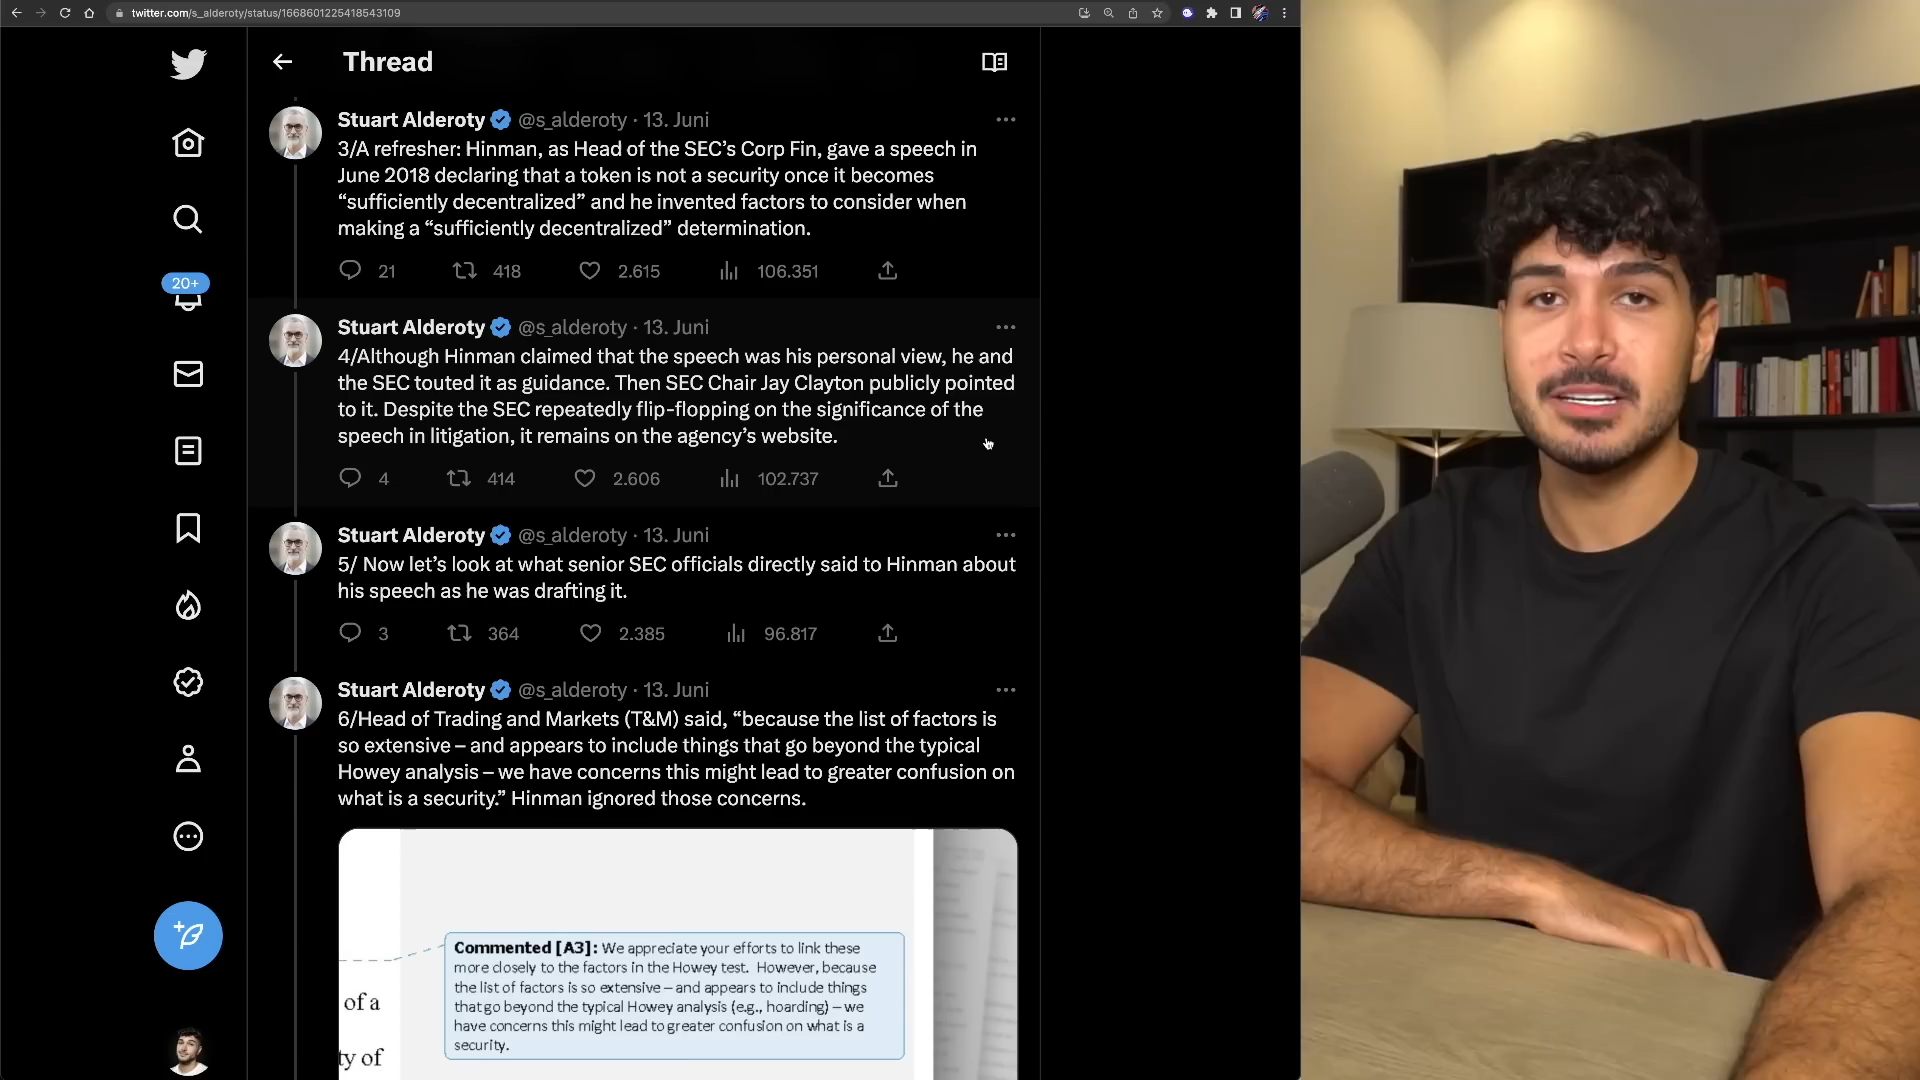 twitter.com/s_alderoty/status/1668601225418543109
Thread
Stuart Alderoty @s_alderoty · 13. Juni
3/A refresher: Hinman, as Head of the SEC’s Corp Fin, gave a speech in
June 2018 declaring that a token is not a security once it becomes
“sufficiently decentralized” and he invented factors to consider when
making a “sufficiently decentralized” determination.
21 418 2.615 106.351
20+
Stuart Alderoty @s_alderoty · 13. Juni
4/Although Hinman claimed that the speech was his personal view, he and
the SEC touted it as guidance. Then SEC Chair Jay Clayton publicly pointed
to it. Despite the SEC repeatedly flip-flopping on the significance of the
speech in litigation, it remains on the agency’s website.
4 414 2.606 102.737
Stuart Alderoty @s_alderoty · 13. Juni
5/ Now let’s look at what senior SEC officials directly said to Hinman about
his speech as he was drafting it.
3 364 2.385 96.817
Stuart Alderoty @s_alderoty · 13. Juni
6/Head of Trading and Markets (T&M) said, “because the list of factors is
so extensive – and appears to include things that go beyond the typical
Howey analysis – we have concerns this might lead to greater confusion on
what is a security.” Hinman ignored those concerns.
Commented [A3]: We appreciate your efforts to link these
more closely to the factors in the Howey test. However, because
the list of factors is so extensive – and appears to include things
that go beyond the typical Howey analysis (e.g., hoarding) – we
have concerns this might lead to greater confusion on what is a
security.
of a
ty of